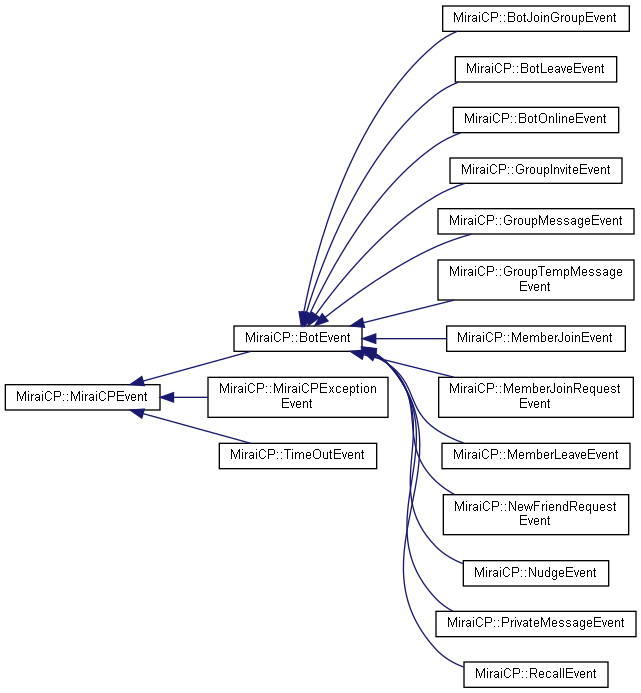 MiraiCP::BotJoinGroupEvent
MiraiCP::BotLeaveEvent
MiraiCP::BotOnlineEvent
MiraiCP::GroupInviteEvent
MiraiCP::GroupMessageEvent
MiraiCP::GroupTempMessage
Event
MiraiCP::BotEvent
MiraiCP::MemberJoinEvent
MiraiCP::MiraiCPEvent
MiraiCP::MiraiCPException
Event
MiraiCP::MemberJoinRequest
Event
MiraiCP::TimeOutEvent
MiraiCP::MemberLeaveEvent
MiraiCP::NewFriendRequest
Event
MiraiCP::NudgeEvent
MiraiCP::PrivateMessageEvent
MiraiCP::RecallEvent